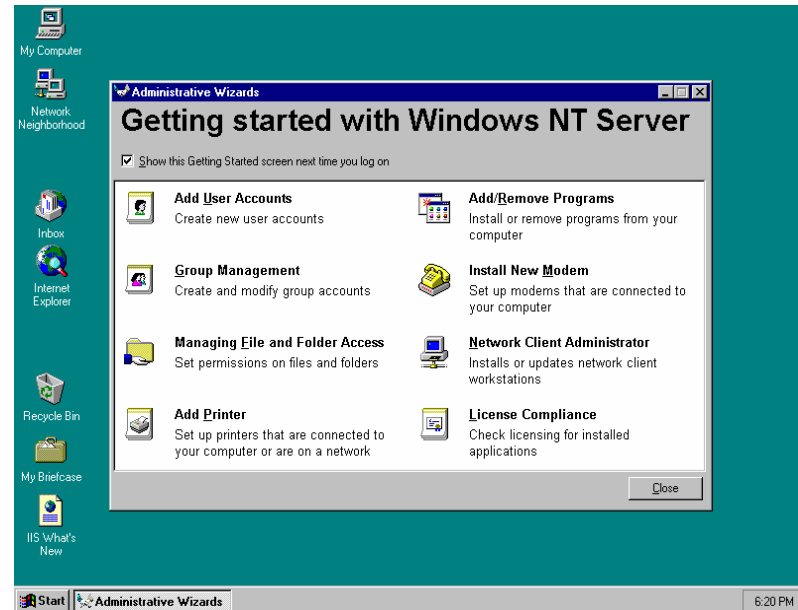 My Computer
Network
Neighborhood
Inbox
Internet
Explorer
Recycle Bin
My Briefcase
IIS What's
New
Administrative Wizards
Getting started with Windows NT Server
Show this Getting Started screen next time you log on
Add User Accounts
Create new user accounts
Group Management
Create and modify group accounts
Managing File and Folder Access
Set permissions on files and folders
Add Printer
Set up printers that are connected to
your computer or are on a network
Add/Remove Programs
Install or remove programs from your
computer
Install New Modem
Set up modems that are connected to
your computer
Network Client Administrator
Installs or updates network client
workstations
License Compliance
Check licensing for installed
applications
Close
Start
Administrative Wizards
6:20 PM